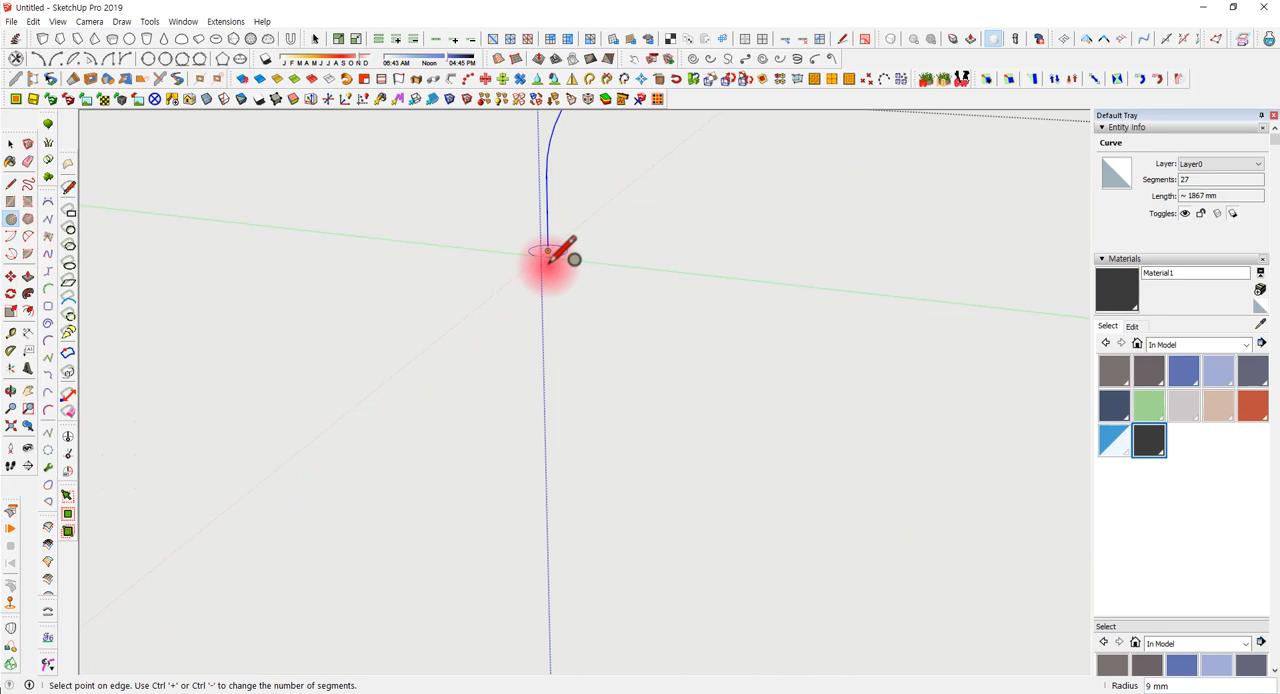 Untitled - SketchUp Pro 2019
File Edit View Camera Draw Tools Window Extensions Help
J F M A M J J A S O N D 06:43 AM Noon 04:45 PM
Default Tray
Entity Info
Curve
Layer: Layer0
Segments: 27
Length: ~ 1867 mm
Toggles:
Materials
Material1
Select Edit
In Model
Select
In Model
Select point on edge. Use Ctrl '+' or Ctrl '-' to change the number of segments.
Radius 9 mm